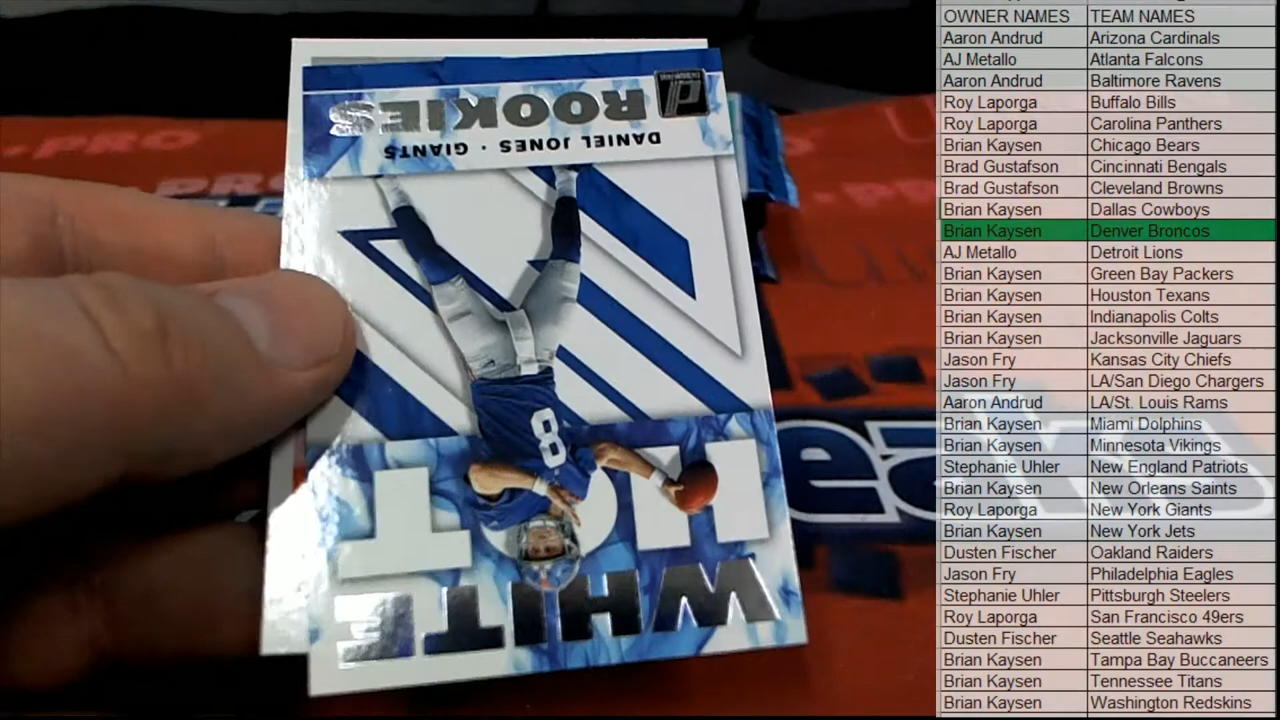 ROOKIES
DANIEL JONES · GIANTS
8
HOT
WHITE
-PRO
-PRO
OWNER NAMES TEAM NAMES
Aaron Andrud Arizona Cardinals
AJ Metallo Atlanta Falcons
Aaron Andrud Baltimore Ravens
Roy Laporga Buffalo Bills
Roy Laporga Carolina Panthers
Brian Kaysen Chicago Bears
Brad Gustafson Cincinnati Bengals
Brad Gustafson Cleveland Browns
Brian Kaysen Dallas Cowboys
Brian Kaysen Denver Broncos
AJ Metallo Detroit Lions
Brian Kaysen Green Bay Packers
Brian Kaysen Houston Texans
Brian Kaysen Indianapolis Colts
Brian Kaysen Jacksonville Jaguars
Jason Fry Kansas City Chiefs
Jason Fry LA/San Diego Chargers
Aaron Andrud LA/St. Louis Rams
Brian Kaysen Miami Dolphins
Brian Kaysen Minnesota Vikings
Stephanie Uhler New England Patriots
Brian Kaysen New Orleans Saints
Roy Laporga New York Giants
Brian Kaysen New York Jets
Dusten Fischer Oakland Raiders
Jason Fry Philadelphia Eagles
Stephanie Uhler Pittsburgh Steelers
Roy Laporga San Francisco 49ers
Dusten Fischer Seattle Seahawks
Brian Kaysen Tampa Bay Buccaneers
Brian Kaysen Tennessee Titans
Brian Kaysen Washington Redskins